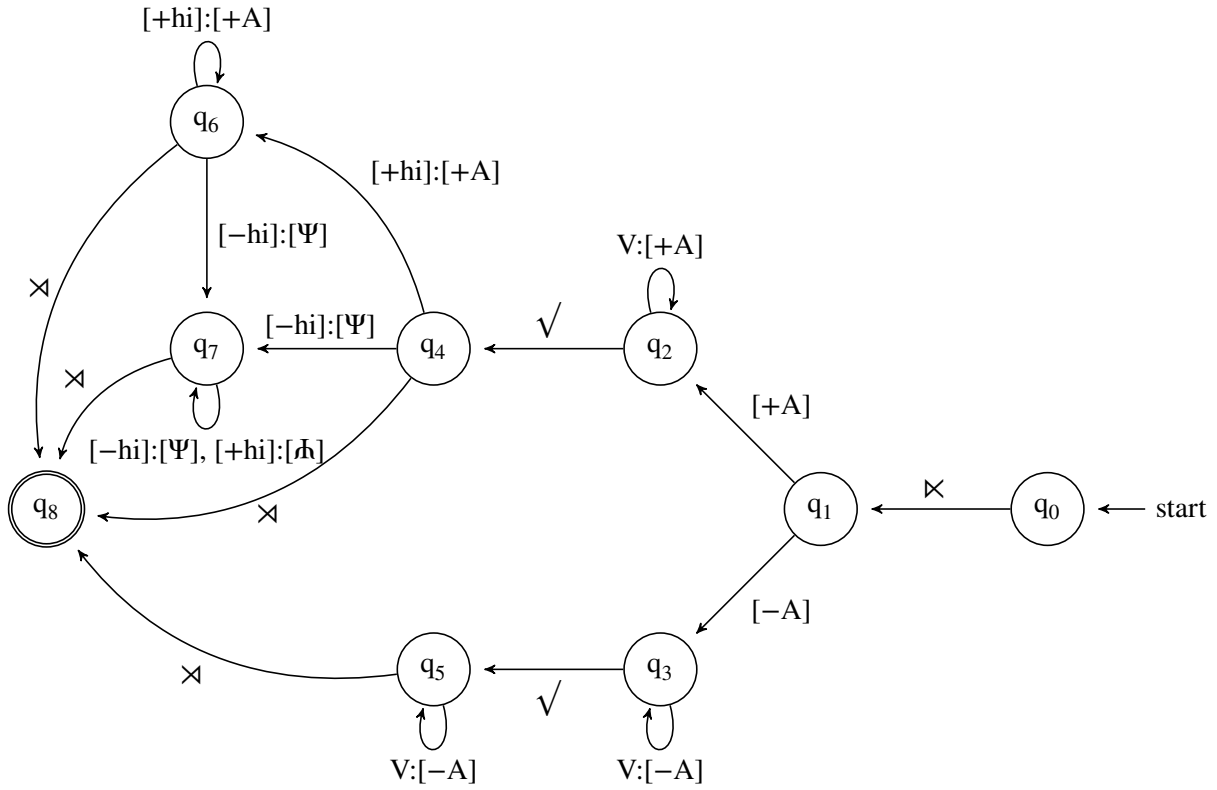 [+hi]:[+A]
q₆
[+hi]:[+A]
[−hi]:[Ψ]
V:[+A]
⋊
[−hi]:[Ψ]
√
q₇
q₄
q₂
⋊
[+A]
[−hi]:[Ψ], [+hi]:[⫛]
⋉
q₈
q₁
q₀
start
⋊
[−A]
q₅
q₃
⋊
√
V:[−A]
V:[−A]